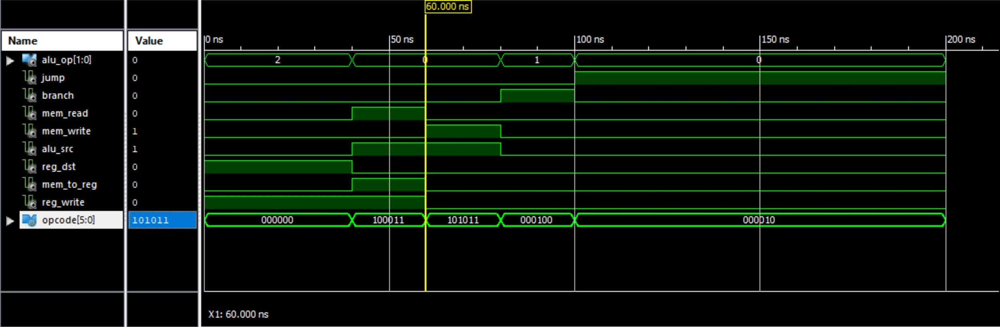 60.000 ns
Name Value 0 ns 50 ns 100 ns 150 ns 200 ns
alu_op[1:0] 0 2 0 1 0
jump 0
branch 0
mem_read 0
mem_write 1
alu_src 1
reg_dst 0
mem_to_reg 0
reg_write 0
opcode[5:0] 101011 000000 100011 101011 000100 000010
X1: 60.000 ns